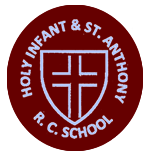 HOLY INFANT & ST. ANTHONY
R. C. SCHOOL